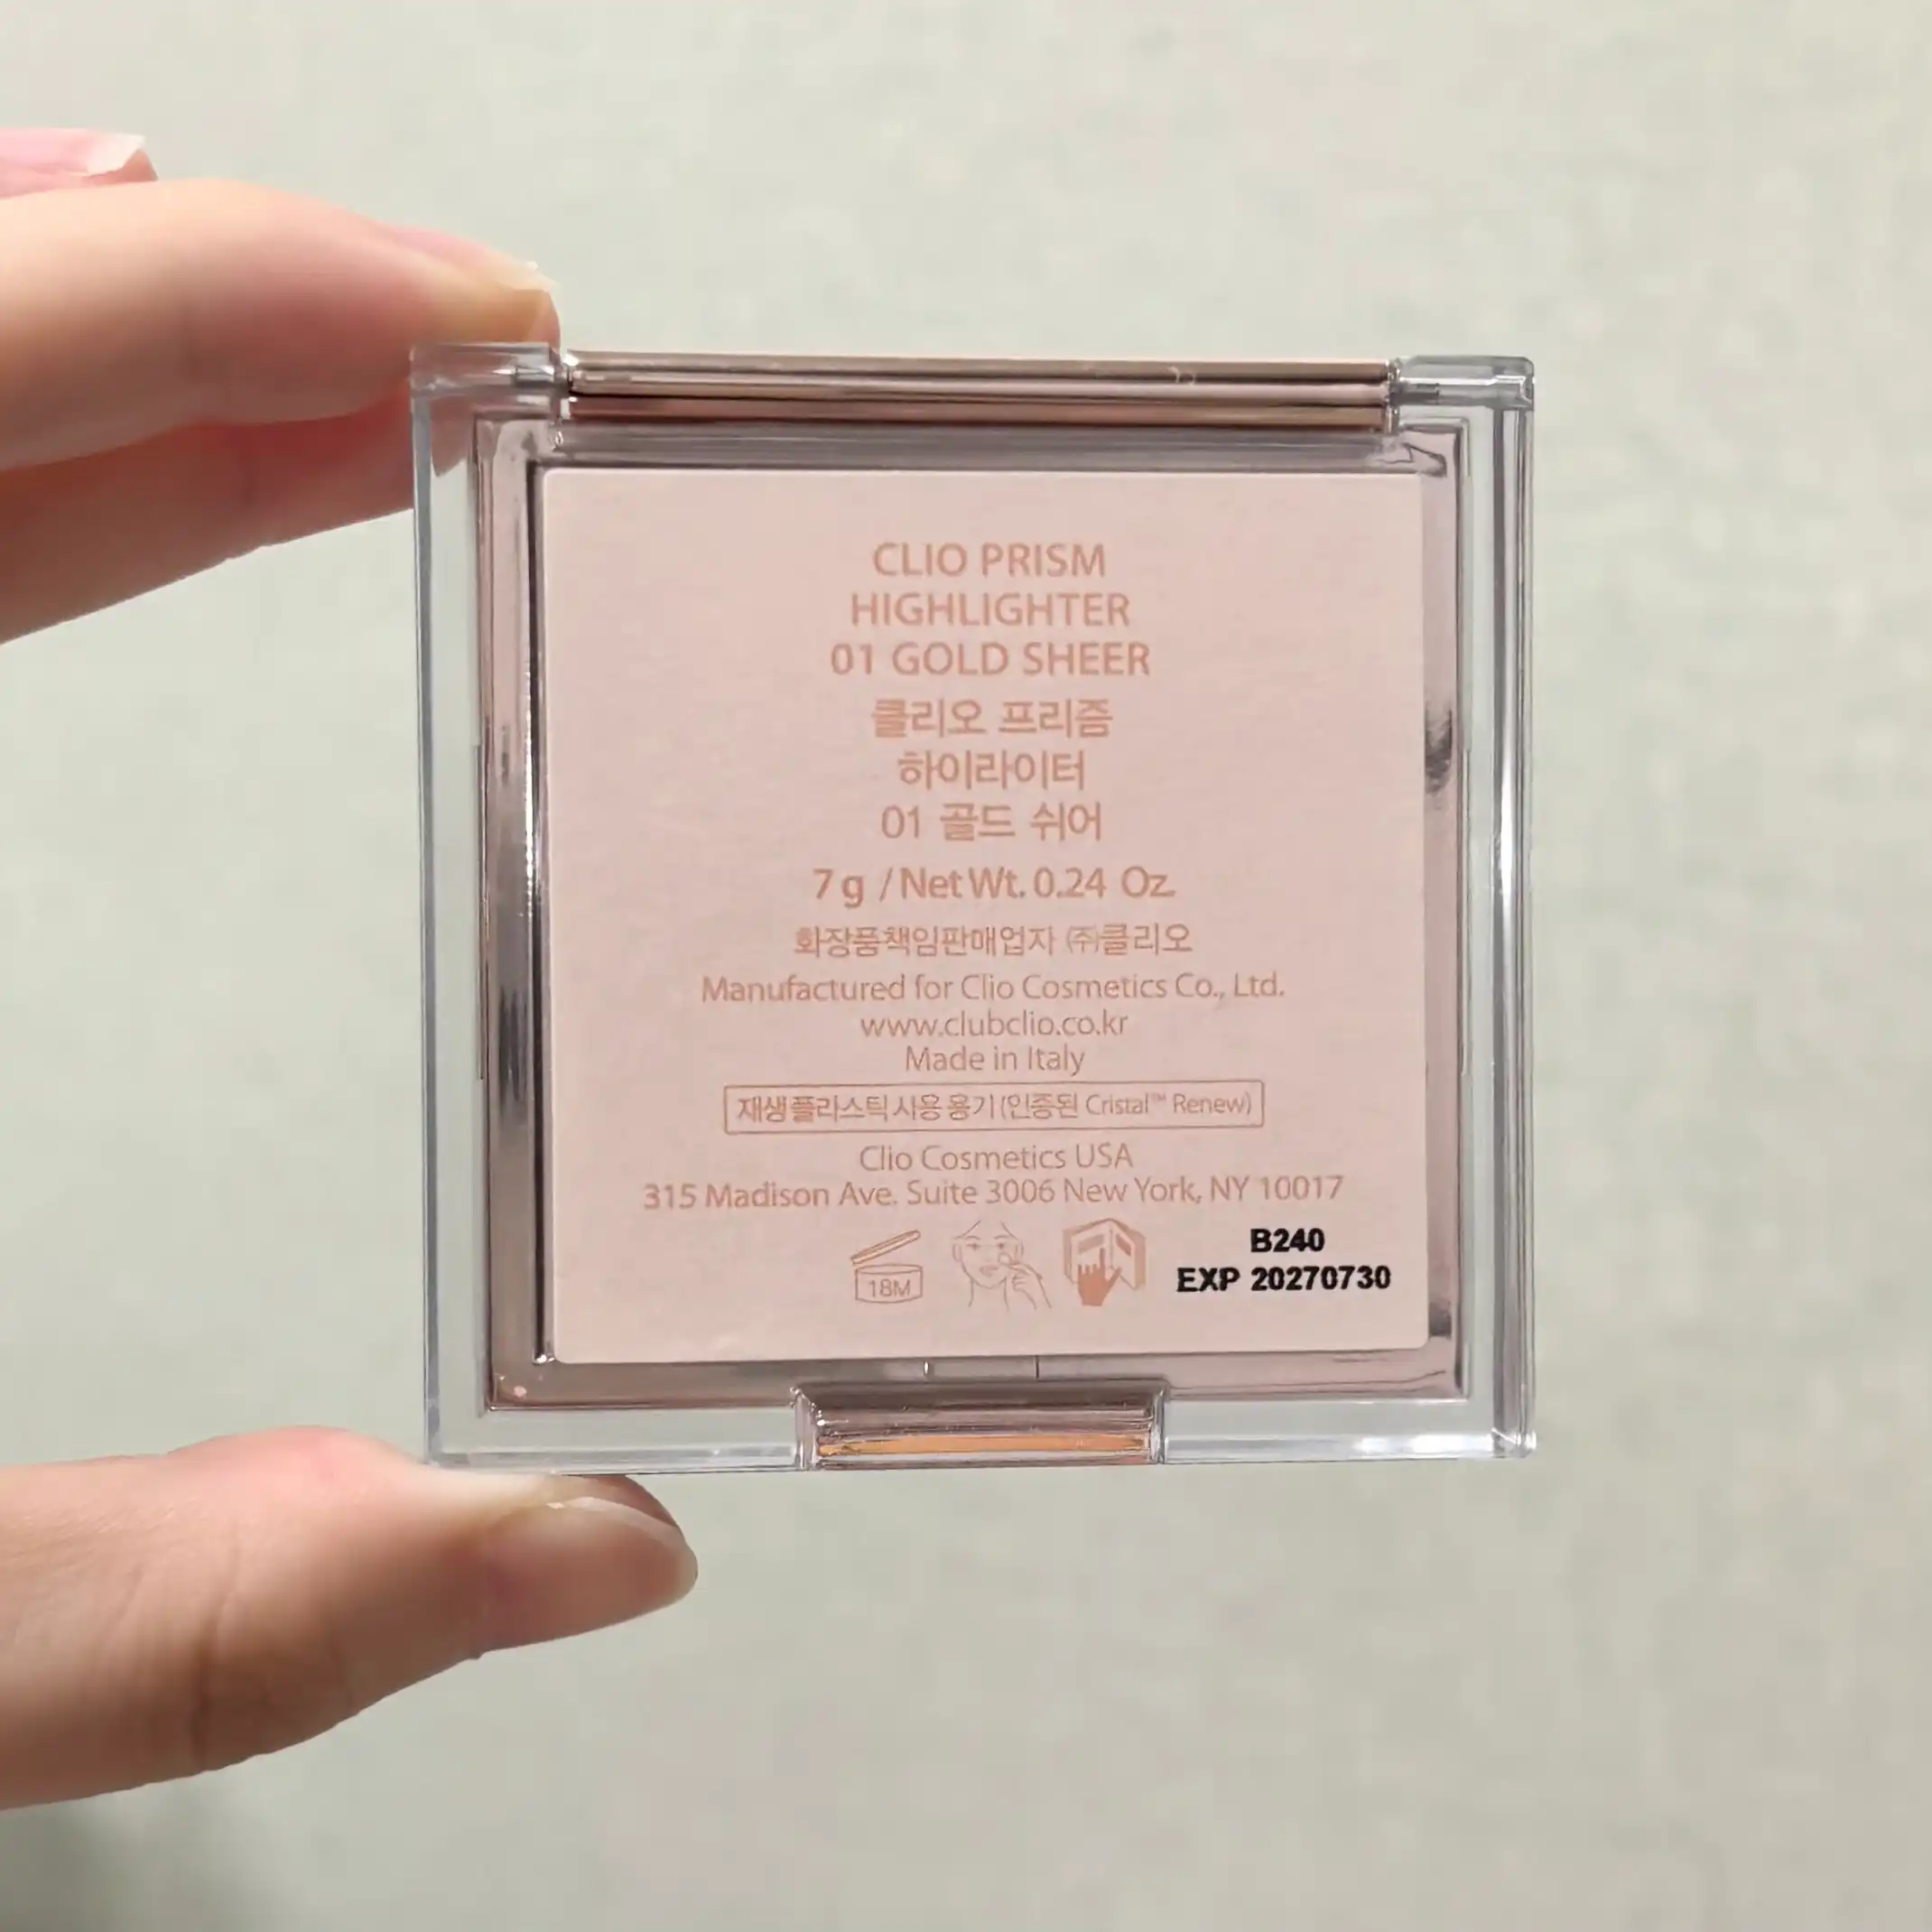 CLIO PRISM
HIGHLIGHTER
01 GOLD SHEER
클리오 프리즘
하이라이터
01 골드 쉬어
7 g / Net Wt. 0.24 Oz.
화장품책임판매업자 ㈜클리오
Manufactured for Clio Cosmetics Co., Ltd.
www.clubclio.co.kr
Made in Italy
재생플라스틱 사용 용기(인증된 Cristal™ Renew)
Clio Cosmetics USA
315 Madison Ave. Suite 3006 New York, NY 10017
18M
B240
EXP 20270730